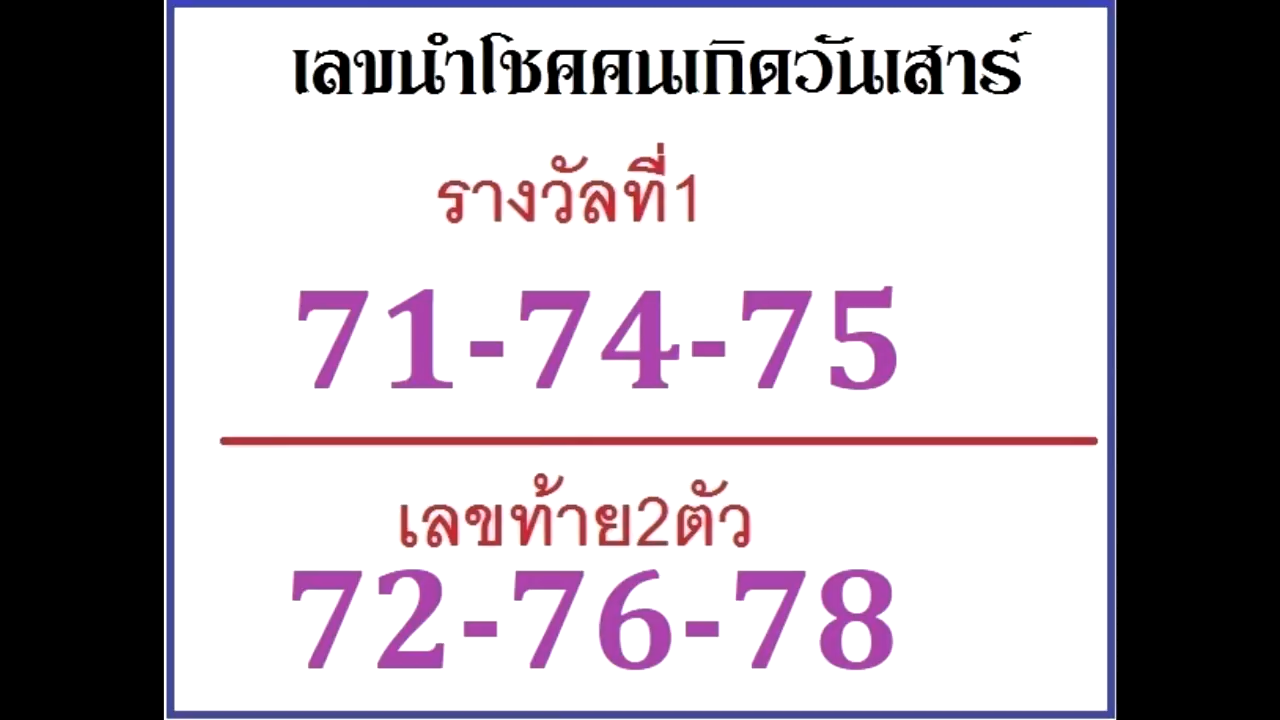 เลขนำโชคคนเกิดวันเสาร์
รางวัลที่1
71-74-75
เลขท้าย2ตัว
72-76-78